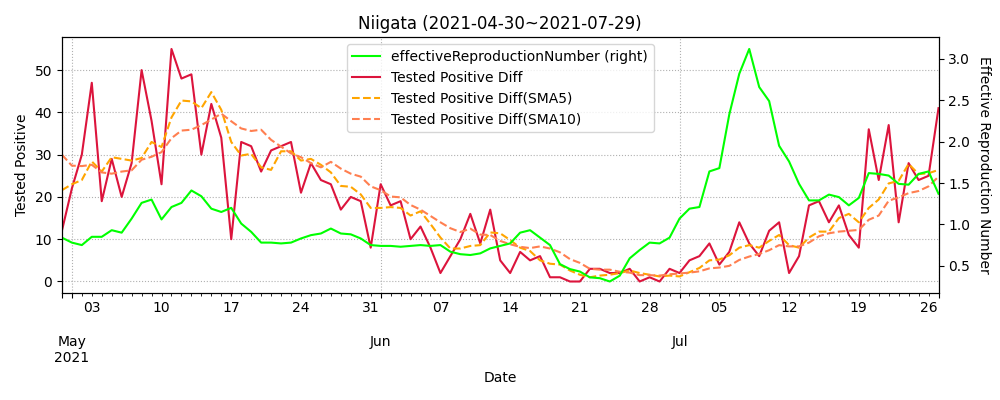 Niigata (2021-04-30~2021-07-29)
effectiveReproductionNumber (right)
Tested Positive Diff
Tested Positive Diff(SMA5)
Tested Positive Diff(SMA10)
Tested Positive
50
40
30
20
10
0
3.0
2.5
2.0
1.5
1.0
0.5
Effective Reproduction Number
03 10 17 24 31 07 14 21 28 05 12 19 26
May Jun Jul
2021
Date